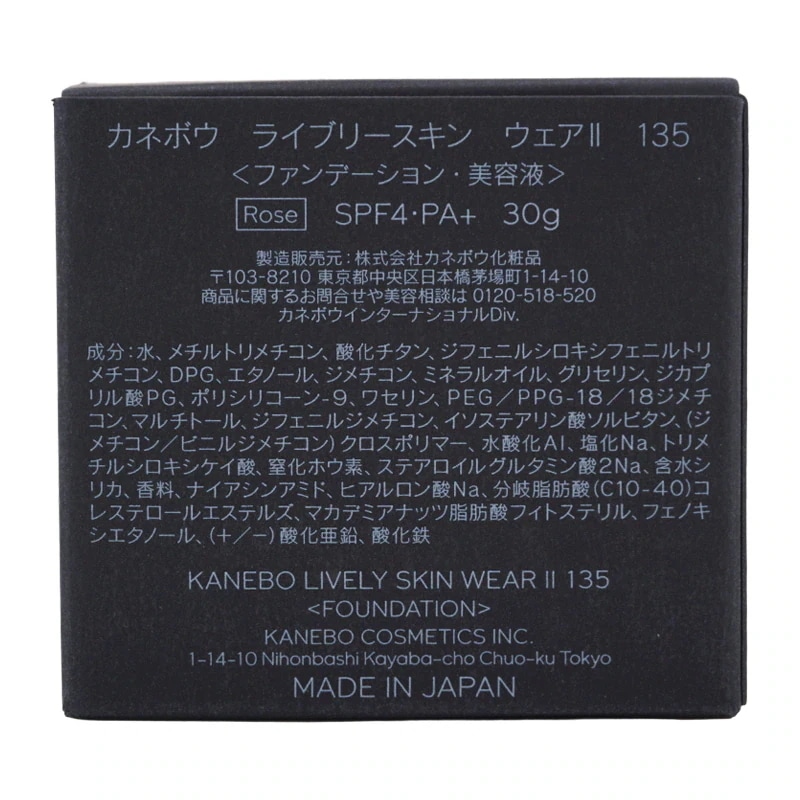 カネボウ ライブリースキン ウェアII 135
<ファンデーション・美容液>
Rose SPF4・PA+ 30g
製造販売元:株式会社カネボウ化粧品
〒103-8210 東京都中央区日本橋茅場町1-14-10
商品に関するお問合せや美容相談は 0120-518-520
カネボウインターナショナルDiv.
成分:水、メチルトリメチコン、酸化チタン、ジフェニルシロキシフェニルトリ
メチコン、DPG、エタノール、ジメチコン、ミネラルオイル、グリセリン、ジカプ
リル酸PG、ポリシリコーン-9、ワセリン、PEG/PPG-18/18ジメチ
コン、マルチトール、ジフェニルジメチコン、イソステアリン酸ソルビタン、(ジ
メチコン/ビニルジメチコン)クロスポリマー、水酸化Al、塩化Na、トリメ
チルシロキシケイ酸、窒化ホウ素、ステアロイルグルタミン酸2Na、含水シ
リカ、香料、ナイアシンアミド、ヒアルロン酸Na、分岐脂肪酸(C10-40)コ
レステロールエステルズ、マカデミアナッツ脂肪酸フィトステリル、フェノキ
シエタノール、(+/-)酸化亜鉛、酸化鉄
KANEBO LIVELY SKIN WEAR II 135
<FOUNDATION>
KANEBO COSMETICS INC.
1-14-10 Nihonbashi Kayaba-cho Chuo-ku Tokyo
MADE IN JAPAN